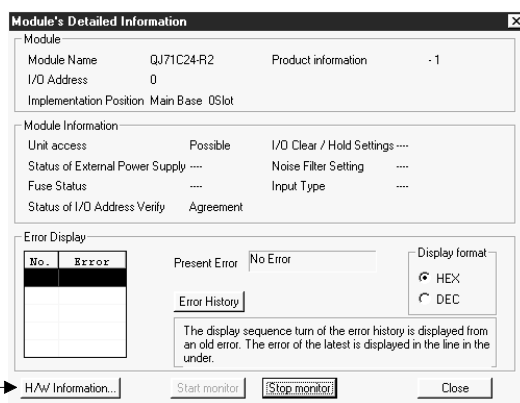 Module's Detailed Information
Module
Module Name QJ71C24-R2 Product information - 1
I/O Address 0
Implementation Position Main Base 0Slot
Module Information
Unit access Possible I/O Clear / Hold Settings ----
Status of External Power Supply ---- Noise Filter Setting ----
Fuse Status ---- Input Type ----
Status of I/O Address Verify Agreement
Error Display
No. Error
Present Error No Error
Display format
HEX
DEC
Error History
The display sequence turn of the error history is displayed from
an old error. The error of the latest is displayed in the line in the
under.
H/W Information... Start monitor Stop monitor Close